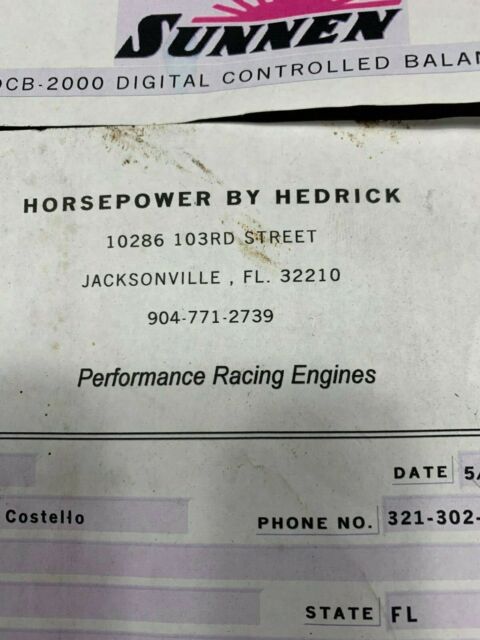 SUNNEN
DCB-2000 DIGITAL CONTROLLED BALAN
HORSEPOWER BY HEDRICK
10286 103RD STREET
JACKSONVILLE , FL. 32210
904-771-2739
Performance Racing Engines
DATE 5/
Costello
PHONE NO. 321-302-
STATE FL